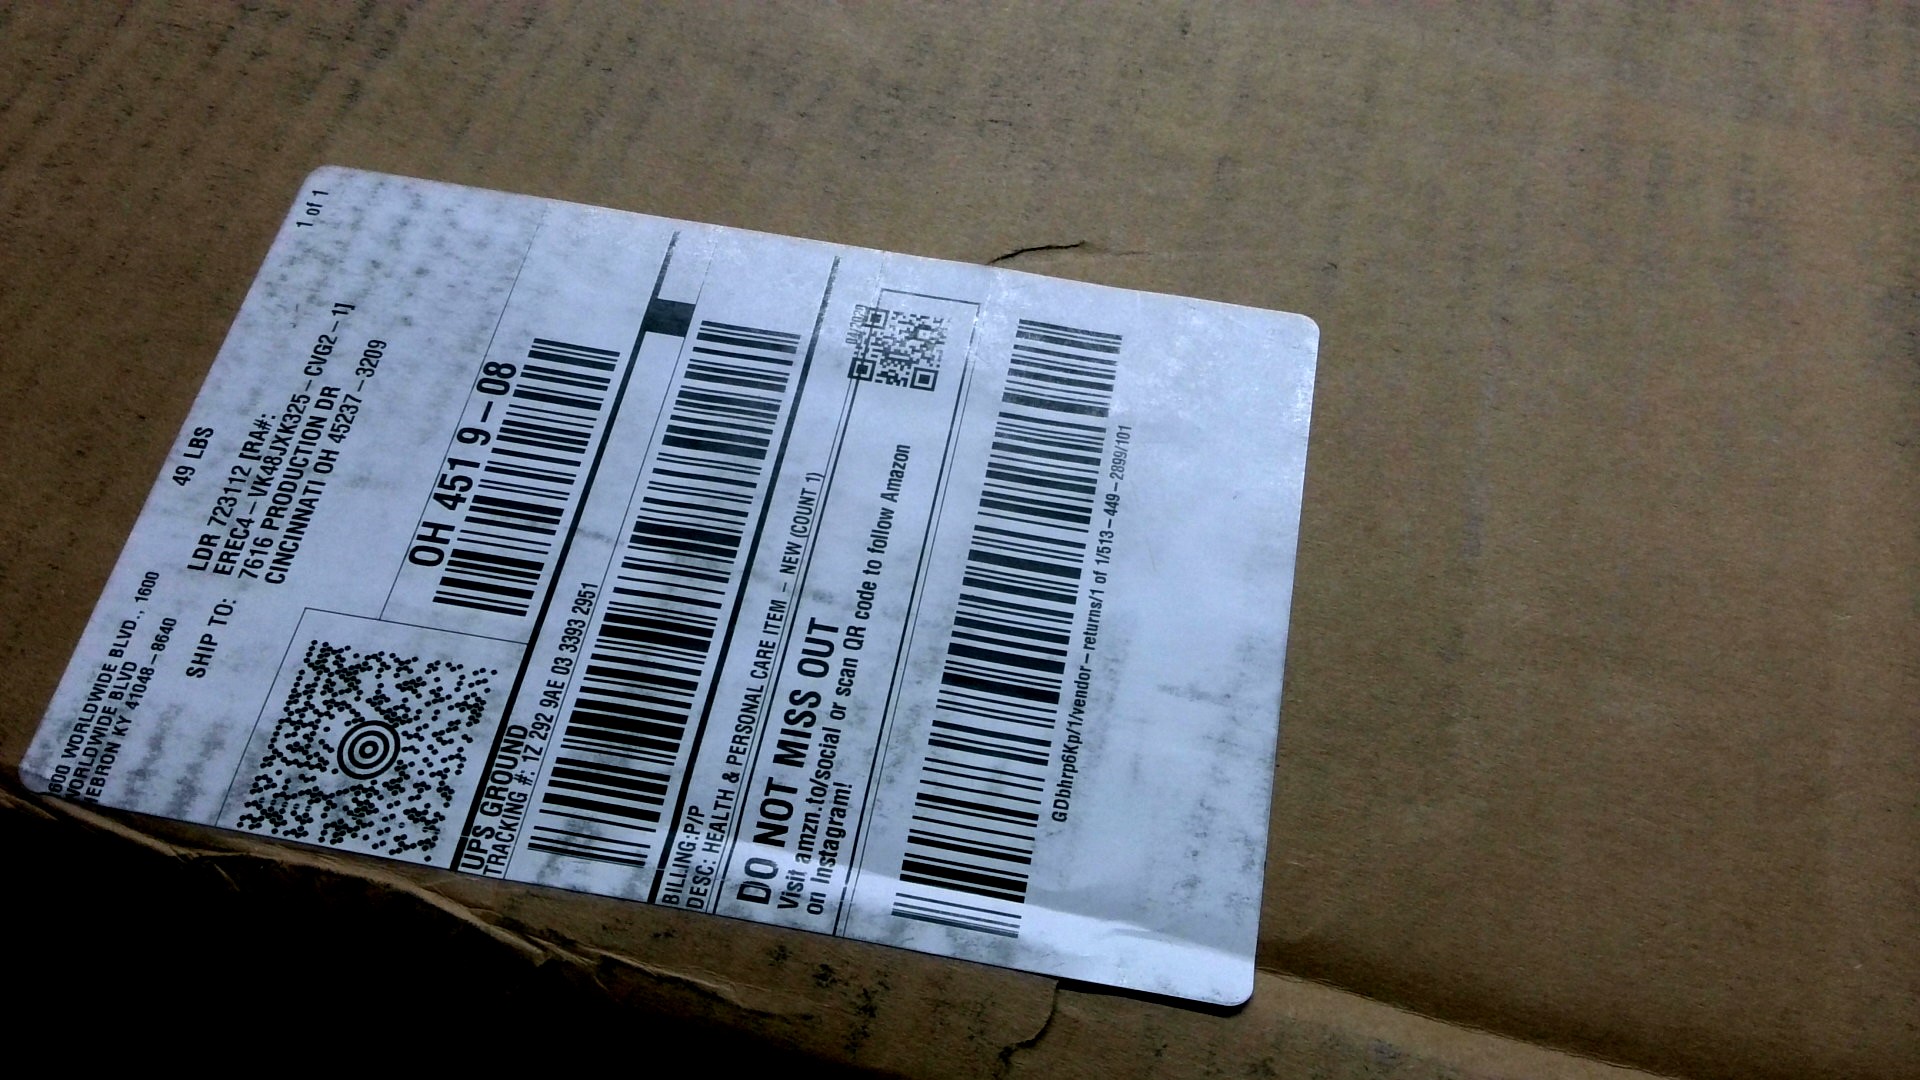 1600 WORLDWIDE BLVD., 1600
WORLDWIDE BLVD
HEBRON KY 41048-8640
49 LBS
1 of 1
SHIP TO:
LDR 723112 [RA#:
EREC4-VK48JXK325-CVG2-1]
7616 PRODUCTION DR
CINCINNATI OH 45237-3209
OH 451 9-08
UPS GROUND
TRACKING #: 1Z 292 9AE 03 3393 2951
BILLING:P/P
DESC: HEALTH & PERSONAL CARE ITEM - NEW (COUNT 1)
DO NOT MISS OUT
Visit amzn.to/social or scan QR code to follow Amazon
on Instagram!
GDbhrp6Kp/1/vendor-returns/1 of 1/513-449-2899/101